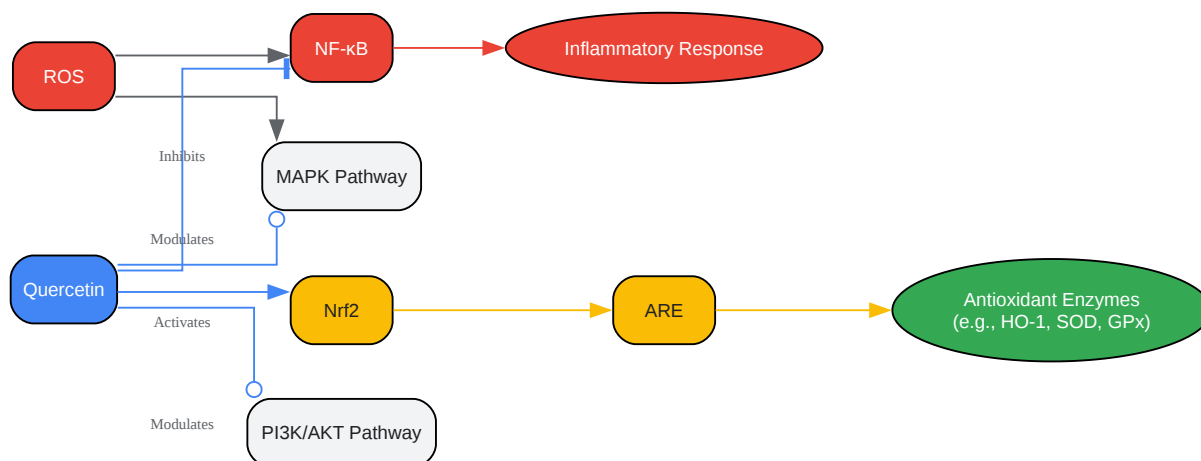 NF-κB
Inflammatory Response
ROS
Inhibits
MAPK Pathway
Modulates
Quercetin
Activates
Nrf2
ARE
Antioxidant Enzymes
(e.g., HO-1, SOD, GPx)
Modulates
PI3K/AKT Pathway